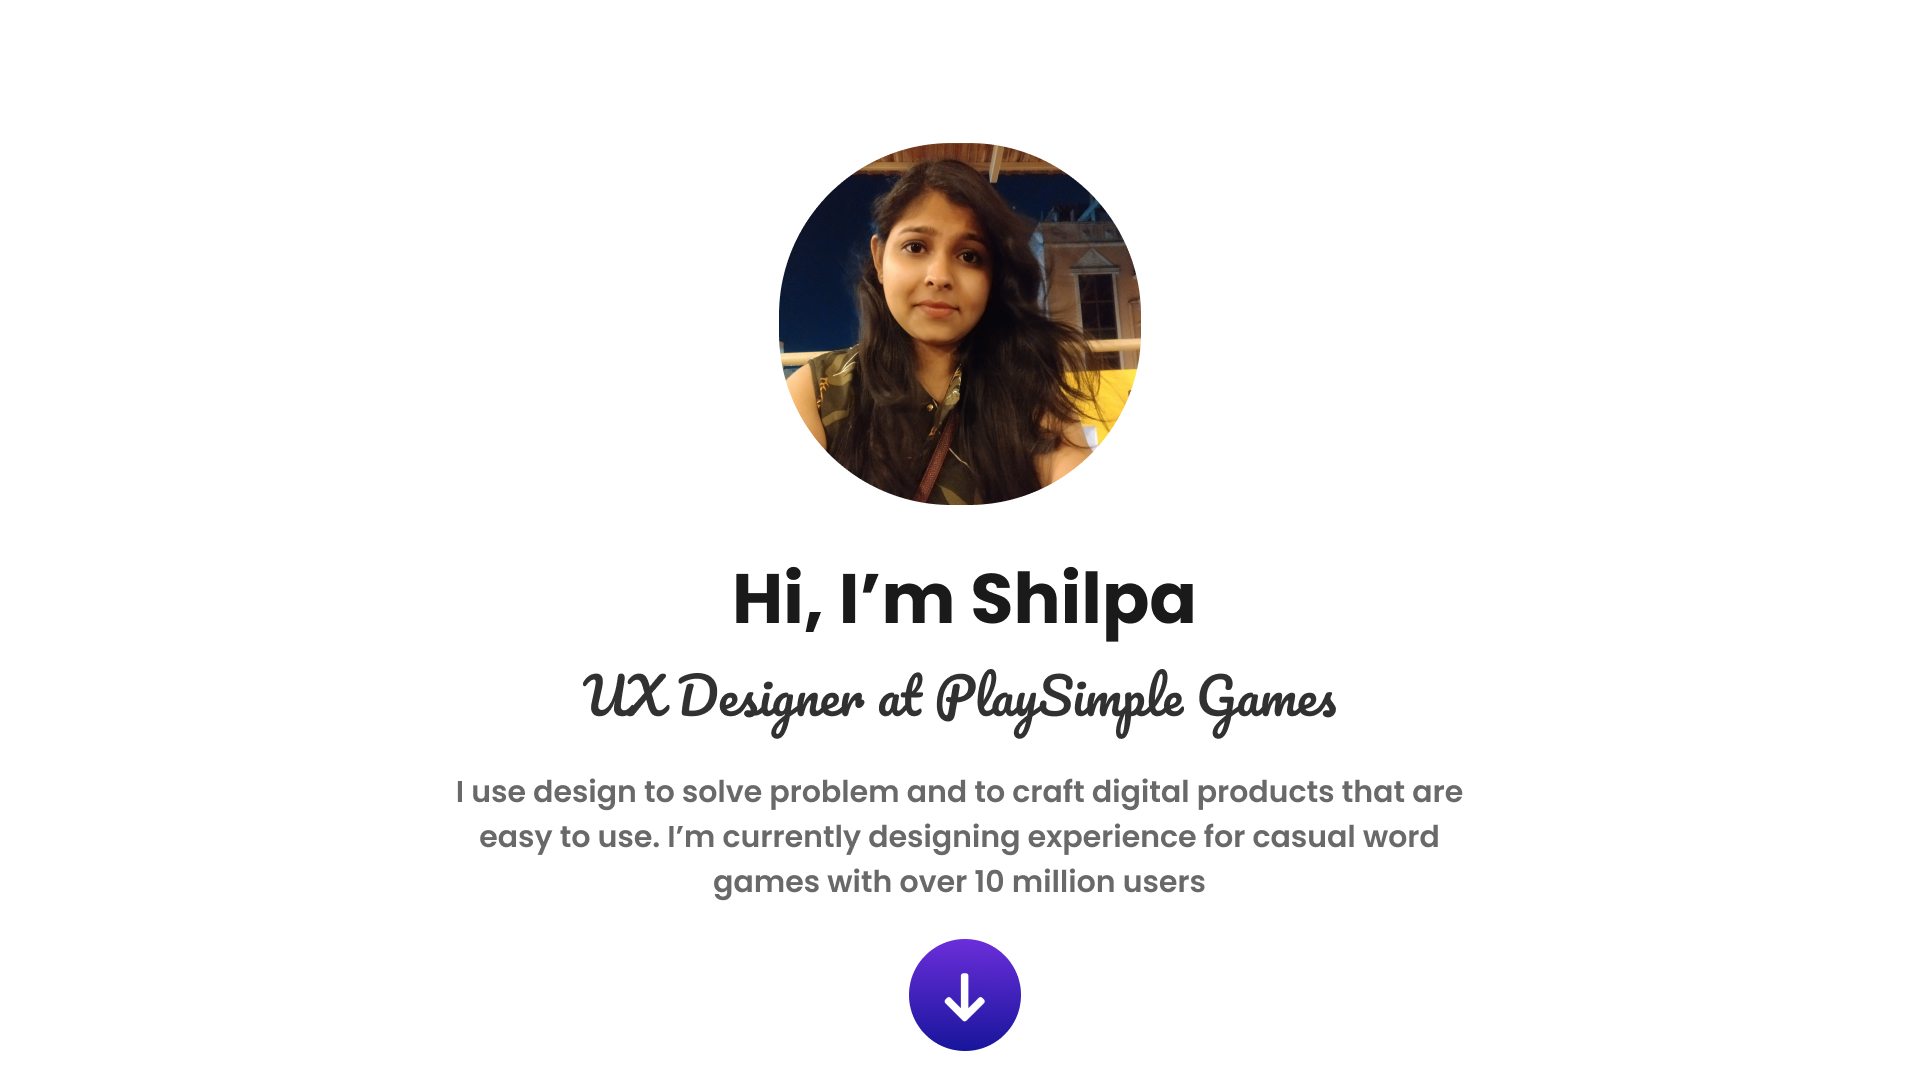 Hi, I’m Shilpa
UX Designer at PlaySimple Games
I use design to solve problem and to craft digital products that are
easy to use. I’m currently designing experience for casual word
games with over 10 million users